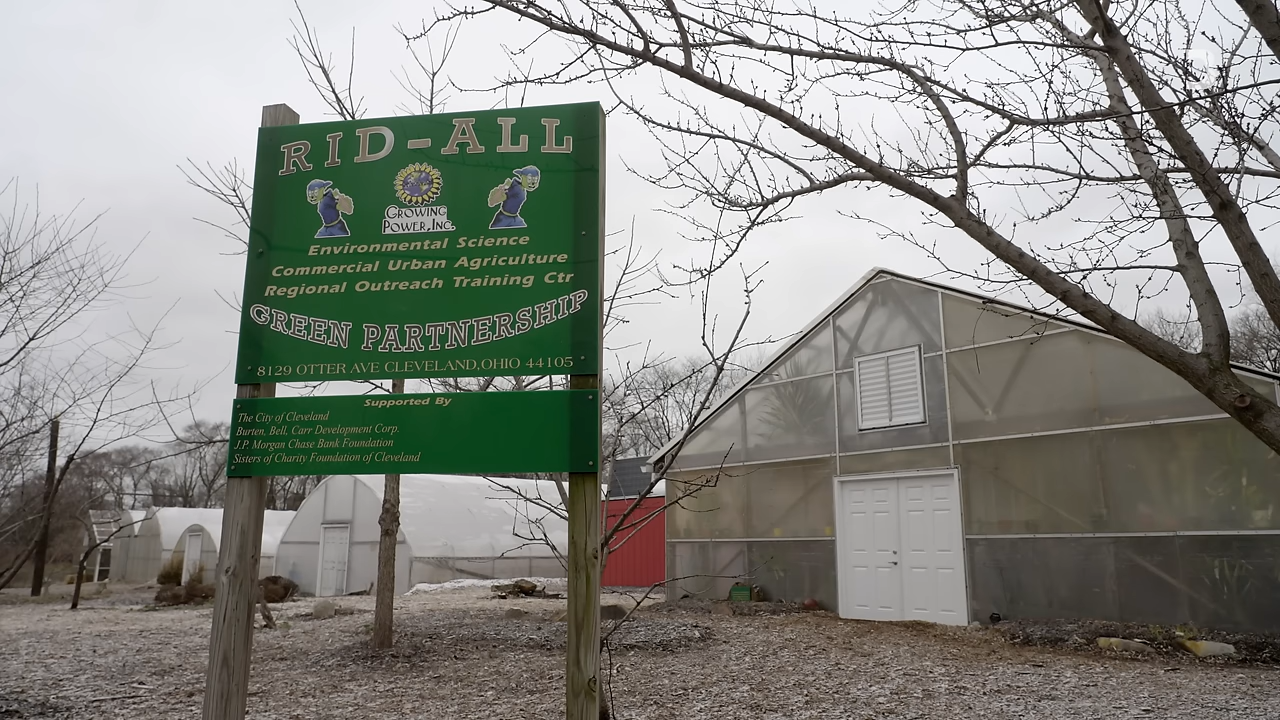 RID-ALL
GROWING
POWER, INC.
Environmental Science
Commercial Urban Agriculture
Regional Outreach Training Ctr
GREEN PARTNERSHIP
8129 OTTER AVE CLEVELAND,OHIO 44105
Supported By
The City of Cleveland
Burten, Bell, Carr Development Corp.
J.P. Morgan Chase Bank Foundation
Sisters of Charity Foundation of Cleveland